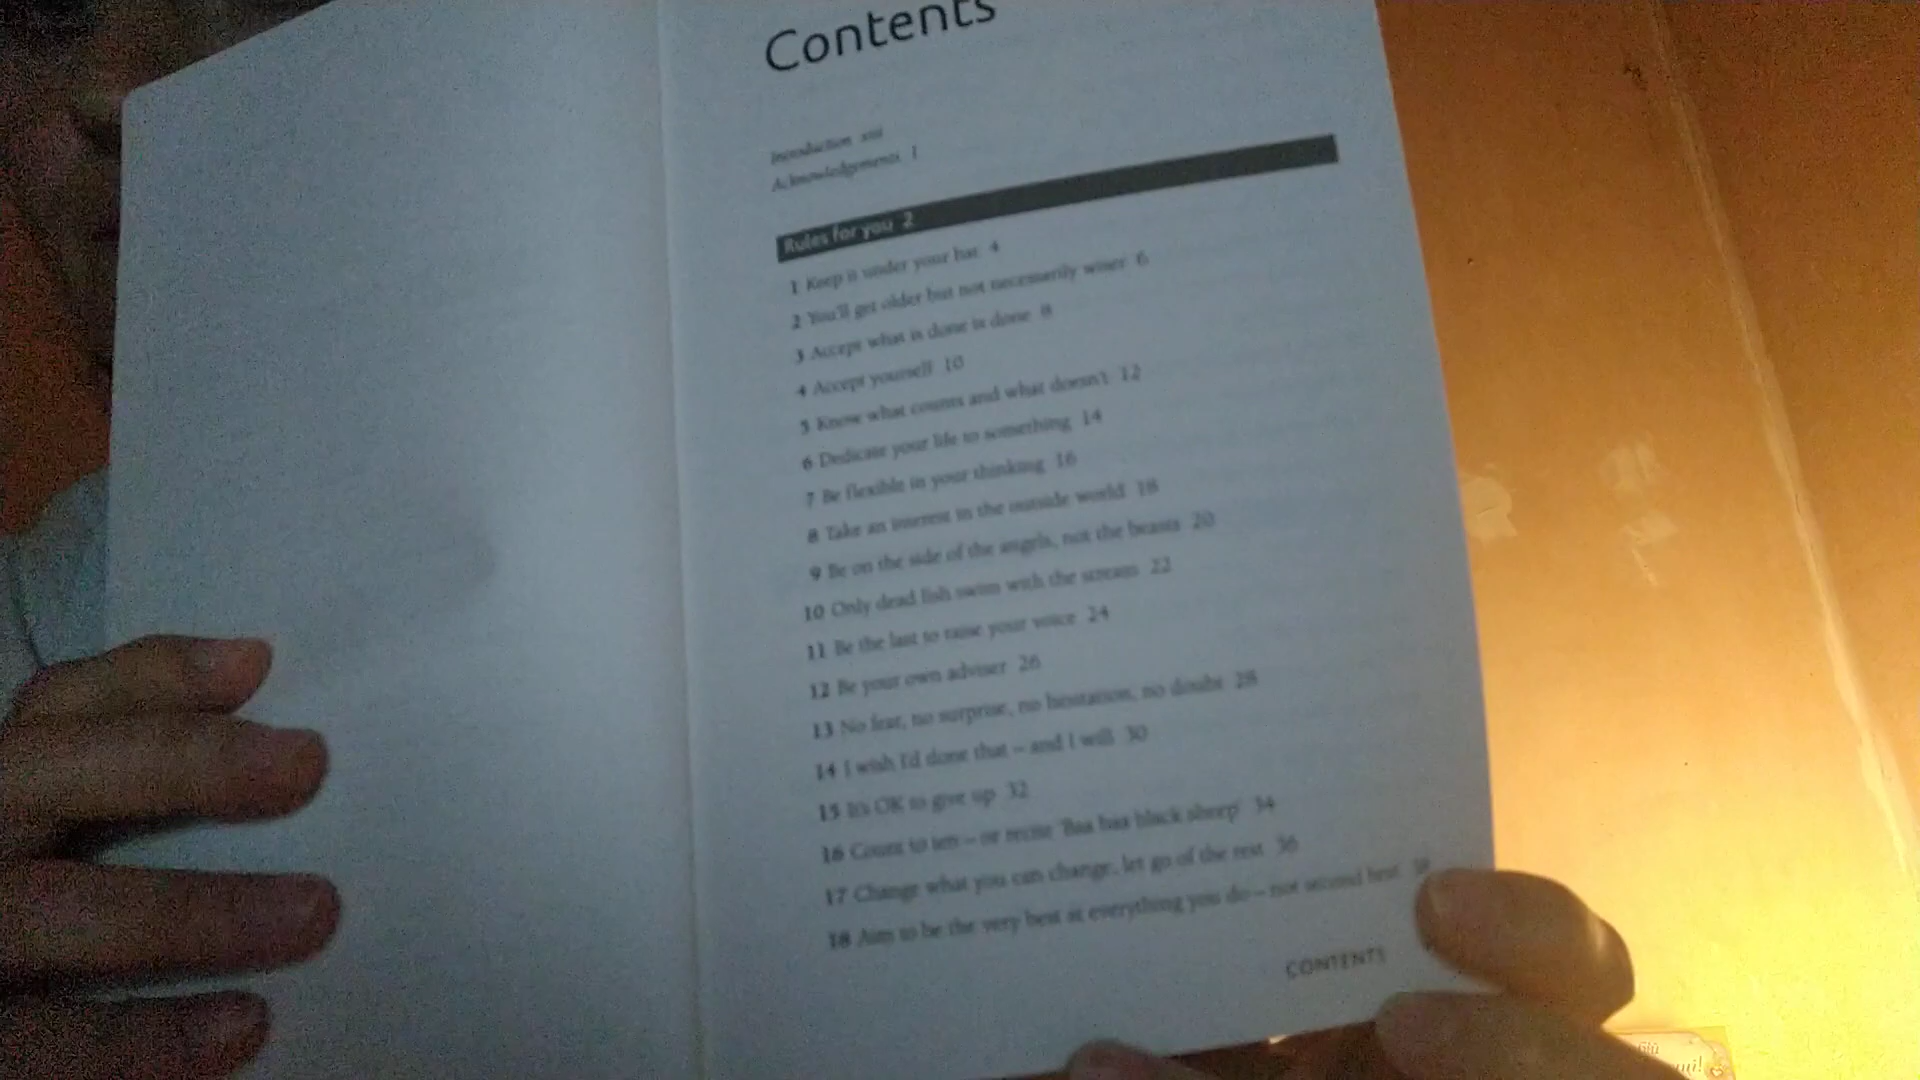 Contents
Introduction xiii
Acknowledgements 1
Rules for you 2
1 Keep it under your hat 4
2 You'll get older but not necessarily wiser 6
3 Accept what is done is done 8
4 Accept yourself 10
5 Know what counts and what doesn't 12
6 Dedicate your life to something 14
7 Be flexible in your thinking 16
8 Take an interest in the outside world 18
9 Be on the side of the angels, not the beasts 20
10 Only dead fish swim with the stream 22
11 Be the last to raise your voice 24
12 Be your own adviser 26
13 No fear, no surprise, no hesitation, no doubt 28
14 I wish I'd done that – and I will 30
15 It's OK to give up 32
16 Count to ten – or recite 'Baa baa black sheep' 34
17 Change what you can change, let go of the rest 36
18 Aim to be the very best at everything you do – not second best 38
CONTENTS